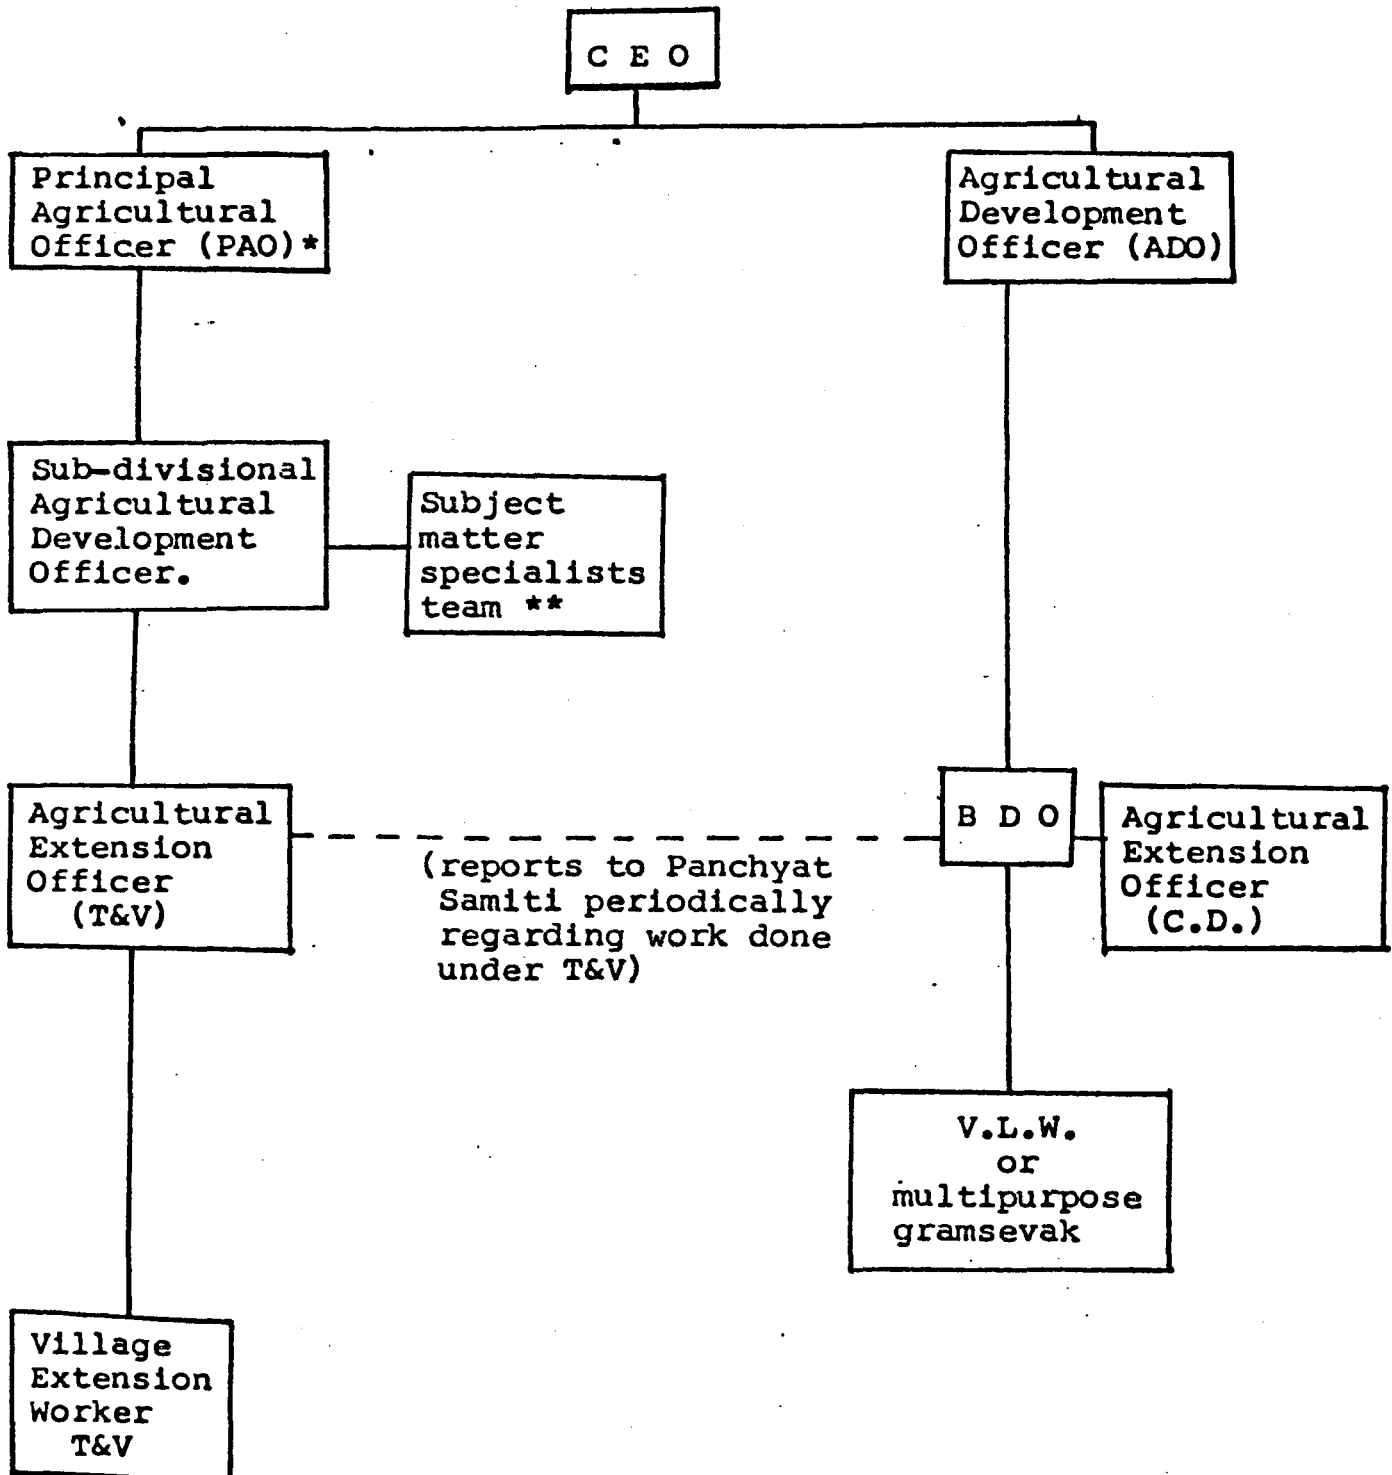 C E O
Principal
Agricultural
Officer (PAO)*
Agricultural
Development
Officer (ADO)
Sub-divisional
Agricultural
Development
Officer.
Subject
matter
specialists
team **
Agricultural
Extension
Officer
(T&V)
(reports to Panchyat
Samiti periodically
regarding work done
under T&V)
B D O
Agricultural
Extension
Officer
(C.D.)
V.L.W.
or
multipurpose
gramsevak
Village
Extension
Worker
T&V